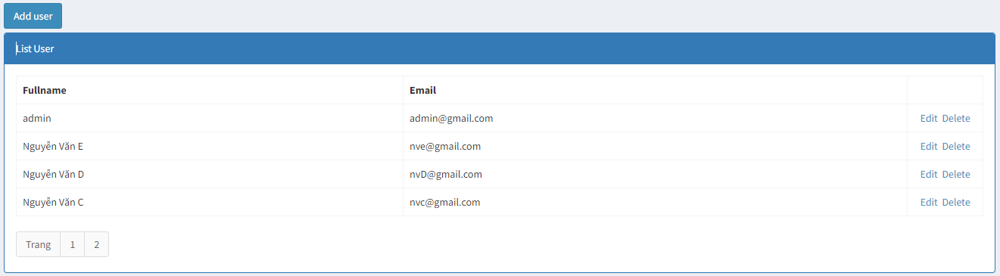 Add user
List User
Fullname Email
admin admin@gmail.com Edit Delete
Nguyễn Văn E nve@gmail.com Edit Delete
Nguyễn Văn D nvD@gmail.com Edit Delete
Nguyễn Văn C nvc@gmail.com Edit Delete
Trang 1 2